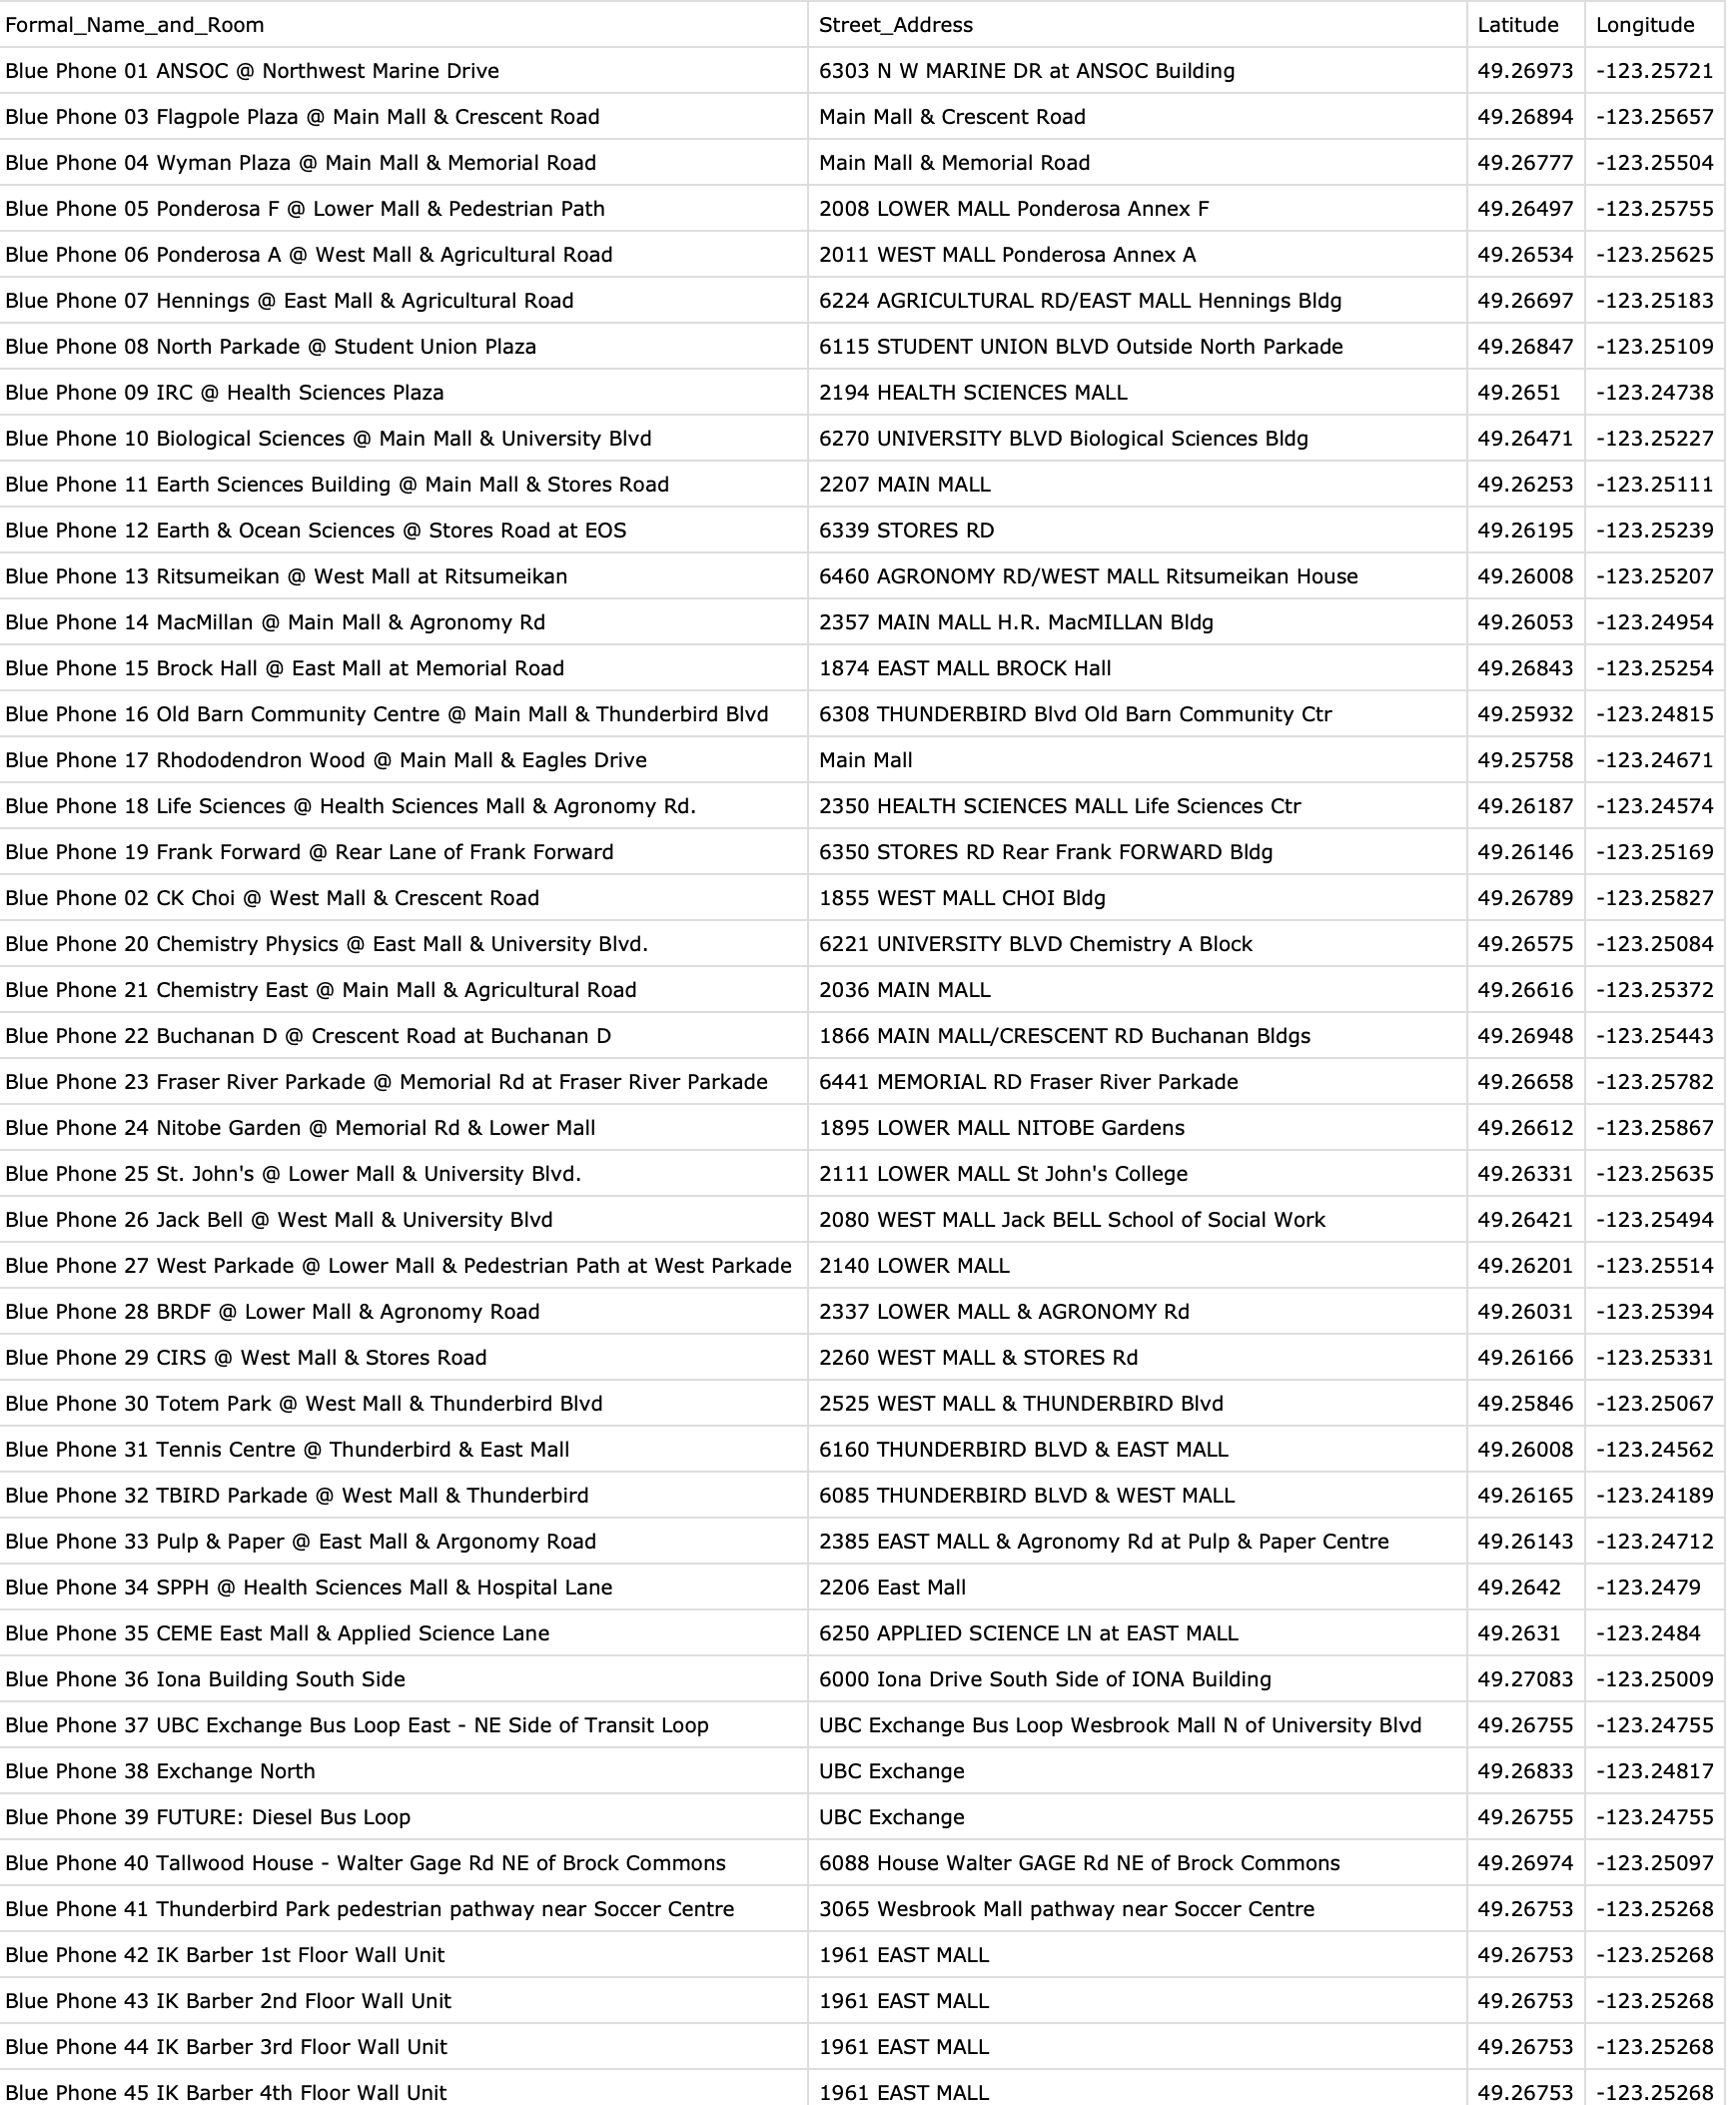 Formal_Name_and_Room Street_Address Latitude Longitude
Blue Phone 01 ANSOC @ Northwest Marine Drive 6303 N W MARINE DR at ANSOC Building 49.26973 -123.25721
Blue Phone 03 Flagpole Plaza @ Main Mall & Crescent Road Main Mall & Crescent Road 49.26894 -123.25657
Blue Phone 04 Wyman Plaza @ Main Mall & Memorial Road Main Mall & Memorial Road 49.26777 -123.25504
Blue Phone 05 Ponderosa F @ Lower Mall & Pedestrian Path 2008 LOWER MALL Ponderosa Annex F 49.26497 -123.25755
Blue Phone 06 Ponderosa A @ West Mall & Agricultural Road 2011 WEST MALL Ponderosa Annex A 49.26534 -123.25625
Blue Phone 07 Hennings @ East Mall & Agricultural Road 6224 AGRICULTURAL RD/EAST MALL Hennings Bldg 49.26697 -123.25183
Blue Phone 08 North Parkade @ Student Union Plaza 6115 STUDENT UNION BLVD Outside North Parkade 49.26847 -123.25109
Blue Phone 09 IRC @ Health Sciences Plaza 2194 HEALTH SCIENCES MALL 49.2651 -123.24738
Blue Phone 10 Biological Sciences @ Main Mall & University Blvd 6270 UNIVERSITY BLVD Biological Sciences Bldg 49.26471 -123.25227
Blue Phone 11 Earth Sciences Building @ Main Mall & Stores Road 2207 MAIN MALL 49.26253 -123.25111
Blue Phone 12 Earth & Ocean Sciences @ Stores Road at EOS 6339 STORES RD 49.26195 -123.25239
Blue Phone 13 Ritsumeikan @ West Mall at Ritsumeikan 6460 AGRONOMY RD/WEST MALL Ritsumeikan House 49.26008 -123.25207
Blue Phone 14 MacMillan @ Main Mall & Agronomy Rd 2357 MAIN MALL H.R. MacMILLAN Bldg 49.26053 -123.24954
Blue Phone 15 Brock Hall @ East Mall at Memorial Road 1874 EAST MALL BROCK Hall 49.26843 -123.25254
Blue Phone 16 Old Barn Community Centre @ Main Mall & Thunderbird Blvd 6308 THUNDERBIRD Blvd Old Barn Community Ctr 49.25932 -123.24815
Blue Phone 17 Rhododendron Wood @ Main Mall & Eagles Drive Main Mall 49.25758 -123.24671
Blue Phone 18 Life Sciences @ Health Sciences Mall & Agronomy Rd. 2350 HEALTH SCIENCES MALL Life Sciences Ctr 49.26187 -123.24574
Blue Phone 19 Frank Forward @ Rear Lane of Frank Forward 6350 STORES RD Rear Frank FORWARD Bldg 49.26146 -123.25169
Blue Phone 02 CK Choi @ West Mall & Crescent Road 1855 WEST MALL CHOI Bldg 49.26789 -123.25827
Blue Phone 20 Chemistry Physics @ East Mall & University Blvd. 6221 UNIVERSITY BLVD Chemistry A Block 49.26575 -123.25084
Blue Phone 21 Chemistry East @ Main Mall & Agricultural Road 2036 MAIN MALL 49.26616 -123.25372
Blue Phone 22 Buchanan D @ Crescent Road at Buchanan D 1866 MAIN MALL/CRESCENT RD Buchanan Bldgs 49.26948 -123.25443
Blue Phone 23 Fraser River Parkade @ Memorial Rd at Fraser River Parkade 6441 MEMORIAL RD Fraser River Parkade 49.26658 -123.25782
Blue Phone 24 Nitobe Garden @ Memorial Rd & Lower Mall 1895 LOWER MALL NITOBE Gardens 49.26612 -123.25867
Blue Phone 25 St. John's @ Lower Mall & University Blvd. 2111 LOWER MALL St John's College 49.26331 -123.25635
Blue Phone 26 Jack Bell @ West Mall & University Blvd 2080 WEST MALL Jack BELL School of Social Work 49.26421 -123.25494
Blue Phone 27 West Parkade @ Lower Mall & Pedestrian Path at West Parkade 2140 LOWER MALL 49.26201 -123.25514
Blue Phone 28 BRDF @ Lower Mall & Agronomy Road 2337 LOWER MALL & AGRONOMY Rd 49.26031 -123.25394
Blue Phone 29 CIRS @ West Mall & Stores Road 2260 WEST MALL & STORES Rd 49.26166 -123.25331
Blue Phone 30 Totem Park @ West Mall & Thunderbird Blvd 2525 WEST MALL & THUNDERBIRD Blvd 49.25846 -123.25067
Blue Phone 31 Tennis Centre @ Thunderbird & East Mall 6160 THUNDERBIRD BLVD & EAST MALL 49.26008 -123.24562
Blue Phone 32 TBIRD Parkade @ West Mall & Thunderbird 6085 THUNDERBIRD BLVD & WEST MALL 49.26165 -123.24189
Blue Phone 33 Pulp & Paper @ East Mall & Argonomy Road 2385 EAST MALL & Agronomy Rd at Pulp & Paper Centre 49.26143 -123.24712
Blue Phone 34 SPPH @ Health Sciences Mall & Hospital Lane 2206 East Mall 49.2642 -123.2479
Blue Phone 35 CEME East Mall & Applied Science Lane 6250 APPLIED SCIENCE LN at EAST MALL 49.2631 -123.2484
Blue Phone 36 Iona Building South Side 6000 Iona Drive South Side of IONA Building 49.27083 -123.25009
Blue Phone 37 UBC Exchange Bus Loop East - NE Side of Transit Loop UBC Exchange Bus Loop Wesbrook Mall N of University Blvd 49.26755 -123.24755
Blue Phone 38 Exchange North UBC Exchange 49.26833 -123.24817
Blue Phone 39 FUTURE: Diesel Bus Loop UBC Exchange 49.26755 -123.24755
Blue Phone 40 Tallwood House - Walter Gage Rd NE of Brock Commons 6088 House Walter GAGE Rd NE of Brock Commons 49.26974 -123.25097
Blue Phone 41 Thunderbird Park pedestrian pathway near Soccer Centre 3065 Wesbrook Mall pathway near Soccer Centre 49.26753 -123.25268
Blue Phone 42 IK Barber 1st Floor Wall Unit 1961 EAST MALL 49.26753 -123.25268
Blue Phone 43 IK Barber 2nd Floor Wall Unit 1961 EAST MALL 49.26753 -123.25268
Blue Phone 44 IK Barber 3rd Floor Wall Unit 1961 EAST MALL 49.26753 -123.25268
Blue Phone 45 IK Barber 4th Floor Wall Unit 1961 EAST MALL 49.26753 -123.25268